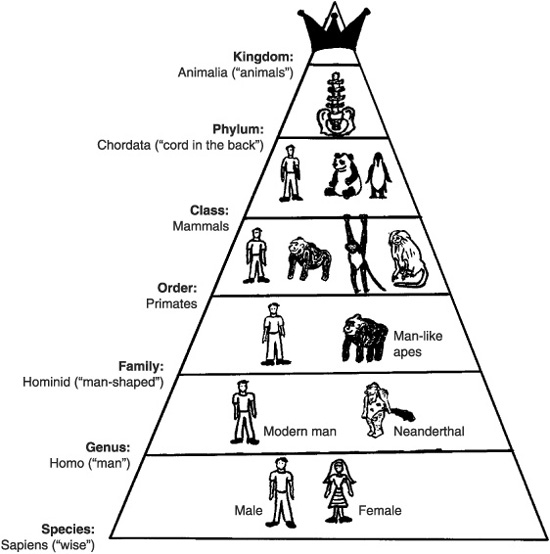 Kingdom:
Animalia (“animals”)
Phylum:
Chordata (“cord in the back”)
Class:
Mammals
Order:
Primates
Man-like
apes
Family:
Hominid (“man-shaped”)
Modern man
Neanderthal
Genus:
Homo (“man”)
Male
Female
Species:
Sapiens (“wise”)